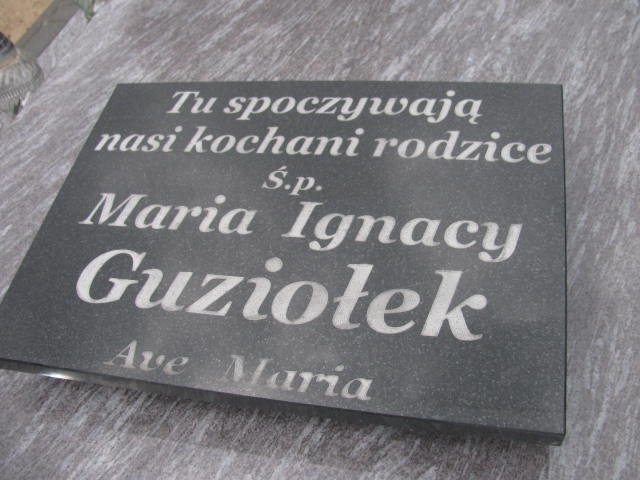 Tu spoczywają
nasi kochani rodzice
ś.p.
Maria Ignacy
Guziołek
Ave Maria